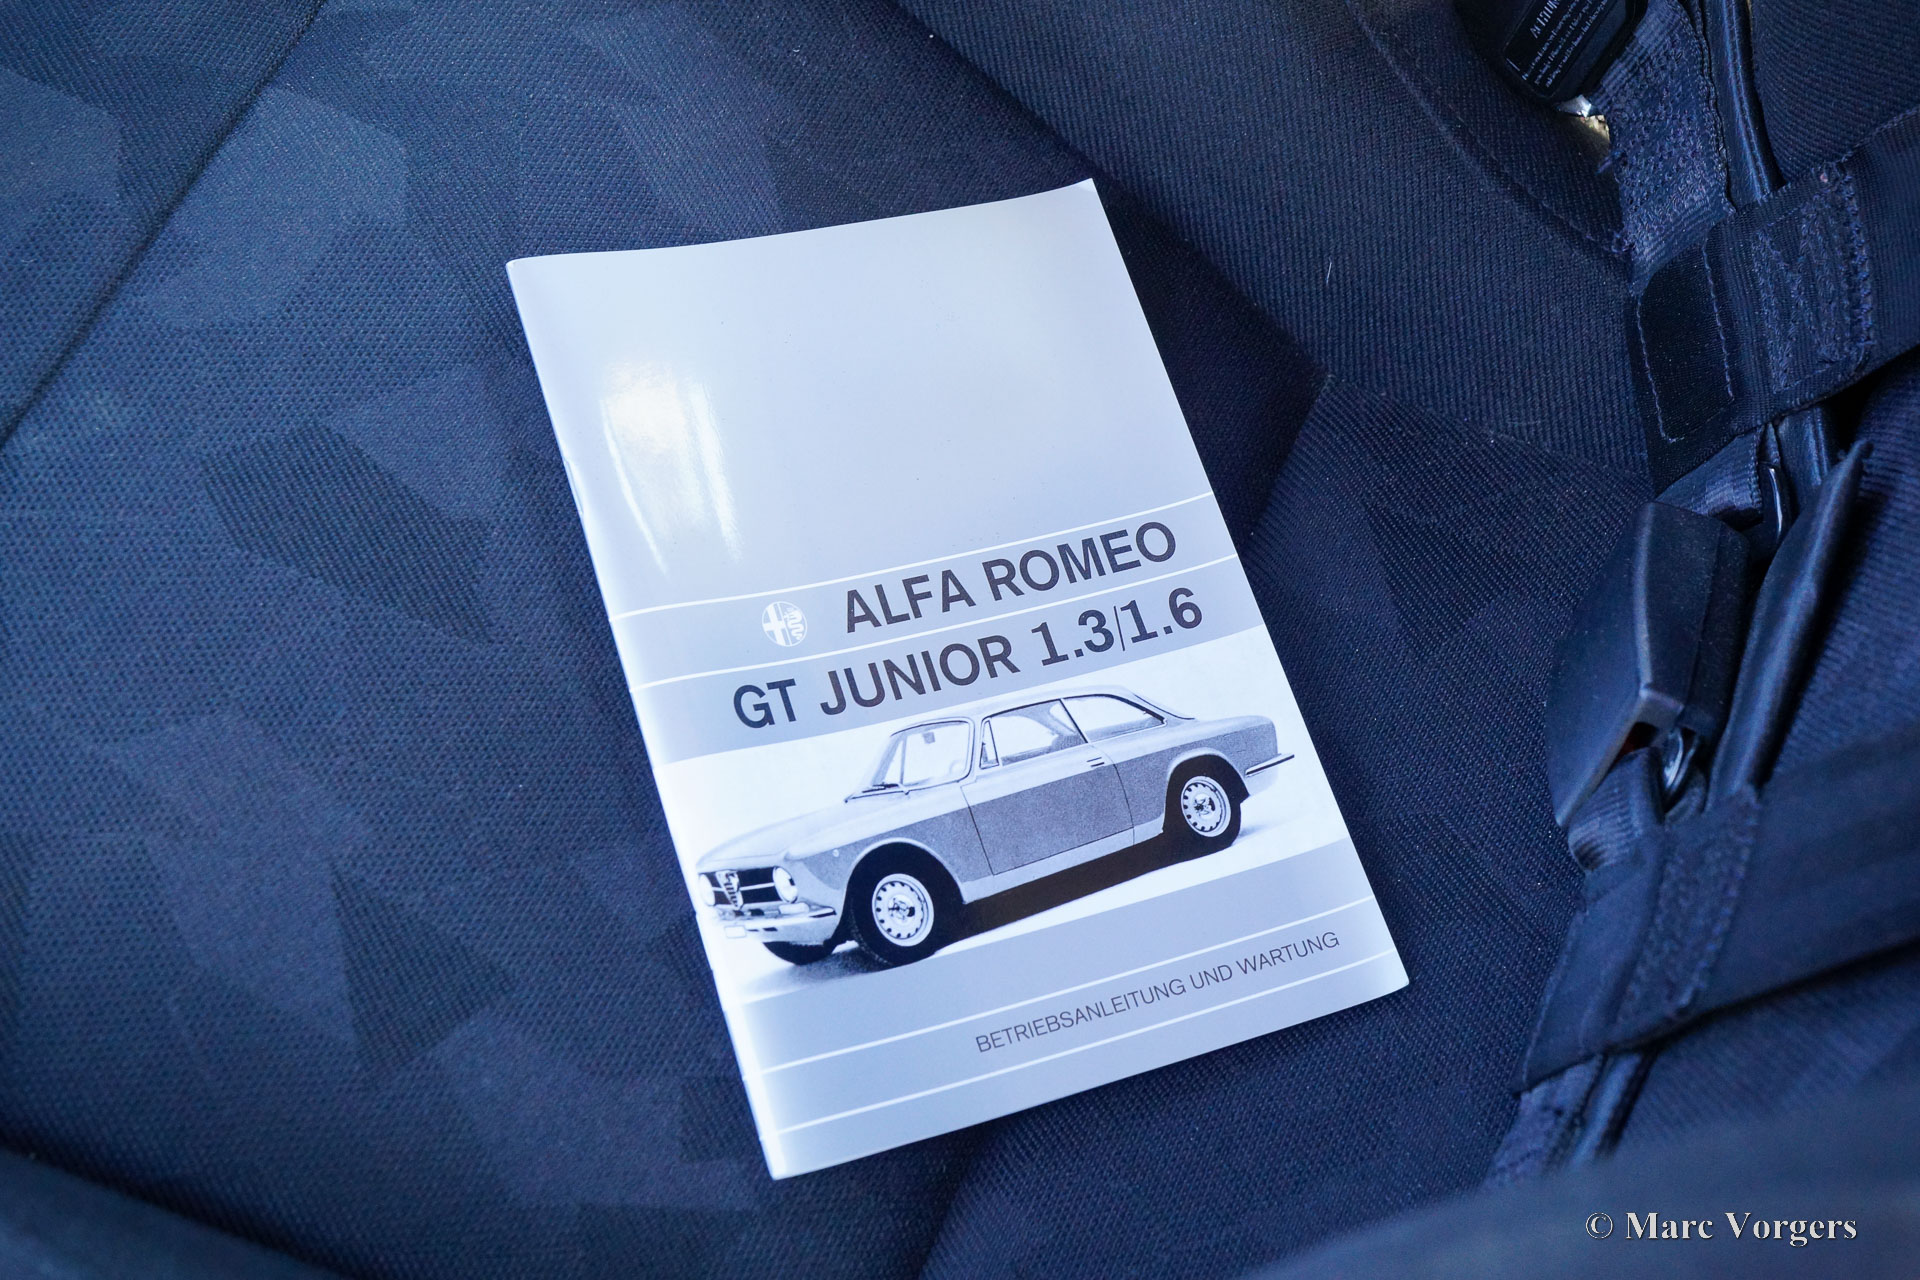 ALFA ROMEO
GT JUNIOR 1.3/1.6
BETRIEBSANLEITUNG UND WARTUNG
© Marc Vorgers